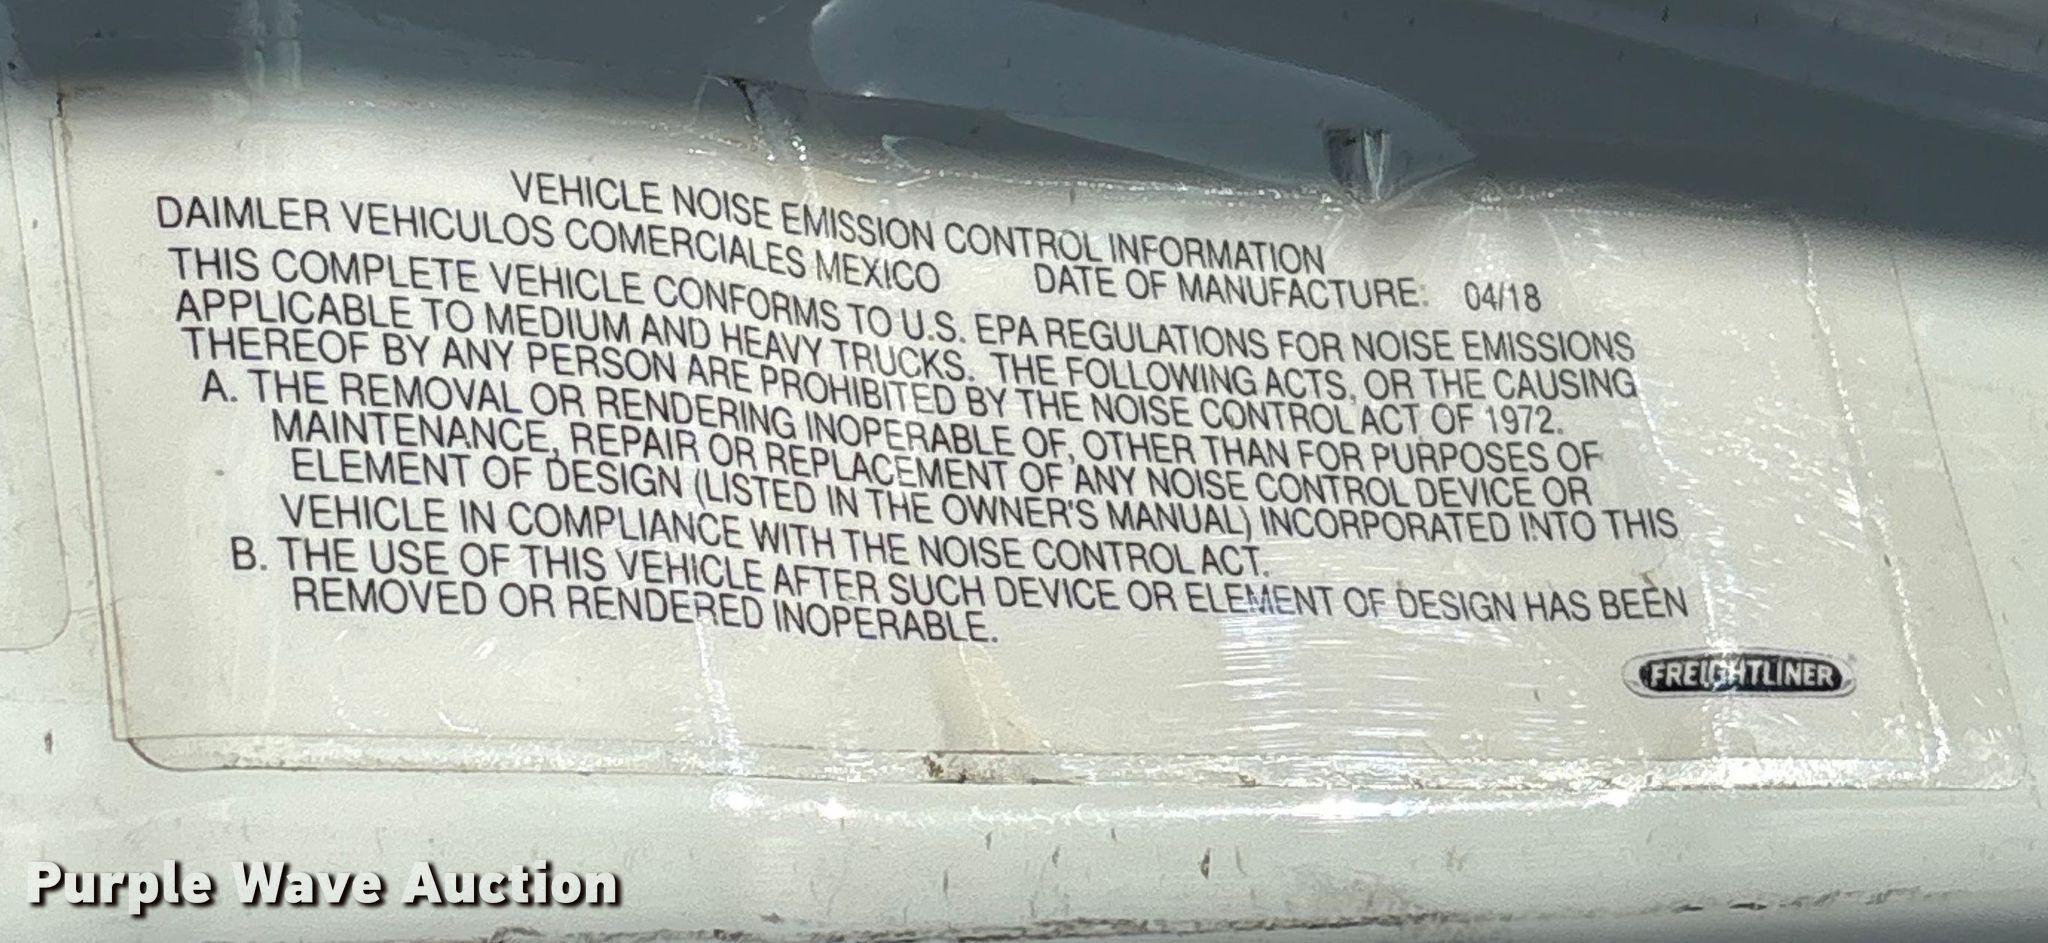 VEHICLE NOISE EMISSION CONTROL INFORMATION
DAIMLER VEHICULOS COMERCIALES MEXICO DATE OF MANUFACTURE: 04/18
THIS COMPLETE VEHICLE CONFORMS TO U.S. EPA REGULATIONS FOR NOISE EMISSIONS
APPLICABLE TO MEDIUM AND HEAVY TRUCKS. THE FOLLOWING ACTS, OR THE CAUSING
THEREOF BY ANY PERSON ARE PROHIBITED BY THE NOISE CONTROL ACT OF 1972.
A. THE REMOVAL OR RENDERING INOPERABLE OF, OTHER THAN FOR PURPOSES OF
MAINTENANCE, REPAIR OR REPLACEMENT OF ANY NOISE CONTROL DEVICE OR
ELEMENT OF DESIGN (LISTED IN THE OWNER'S MANUAL) INCORPORATED INTO THIS
VEHICLE IN COMPLIANCE WITH THE NOISE CONTROL ACT.
B. THE USE OF THIS VEHICLE AFTER SUCH DEVICE OR ELEMENT OF DESIGN HAS BEEN
REMOVED OR RENDERED INOPERABLE.
FREIGHTLINER
Purple Wave Auction